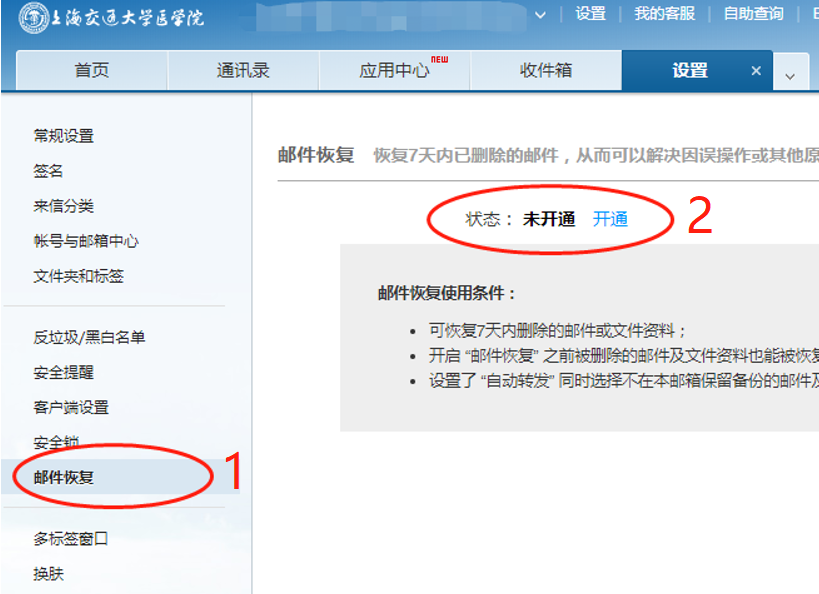 上海交通大学医学院
设置 | 我的客服 | 自助查询 |
首页 通讯录 应用中心 NEW 收件箱 设置 ×
常规设置
签名
来信分类
帐号与邮箱中心
文件夹和标签
反垃圾/黑白名单
安全提醒
客户端设置
安全锁
邮件恢复 1
多标签窗口
换肤
邮件恢复 恢复7天内已删除的邮件，从而可以解决因误操作或其他原
状态： 未开通 开通 2
邮件恢复使用条件：
• 可恢复7天内删除的邮件或文件资料；
• 开启 “邮件恢复” 之前被删除的邮件及文件资料也能被恢复
• 设置了 “自动转发” 同时选择不在本邮箱保留备份的邮件及